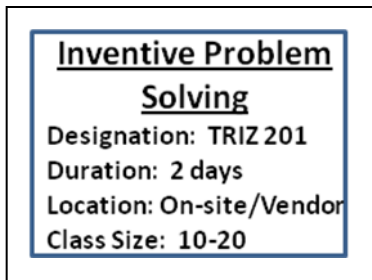 Inventive Problem
Solving
Designation: TRIZ 201
Duration: 2 days
Location: On-site/Vendor
Class Size: 10-20